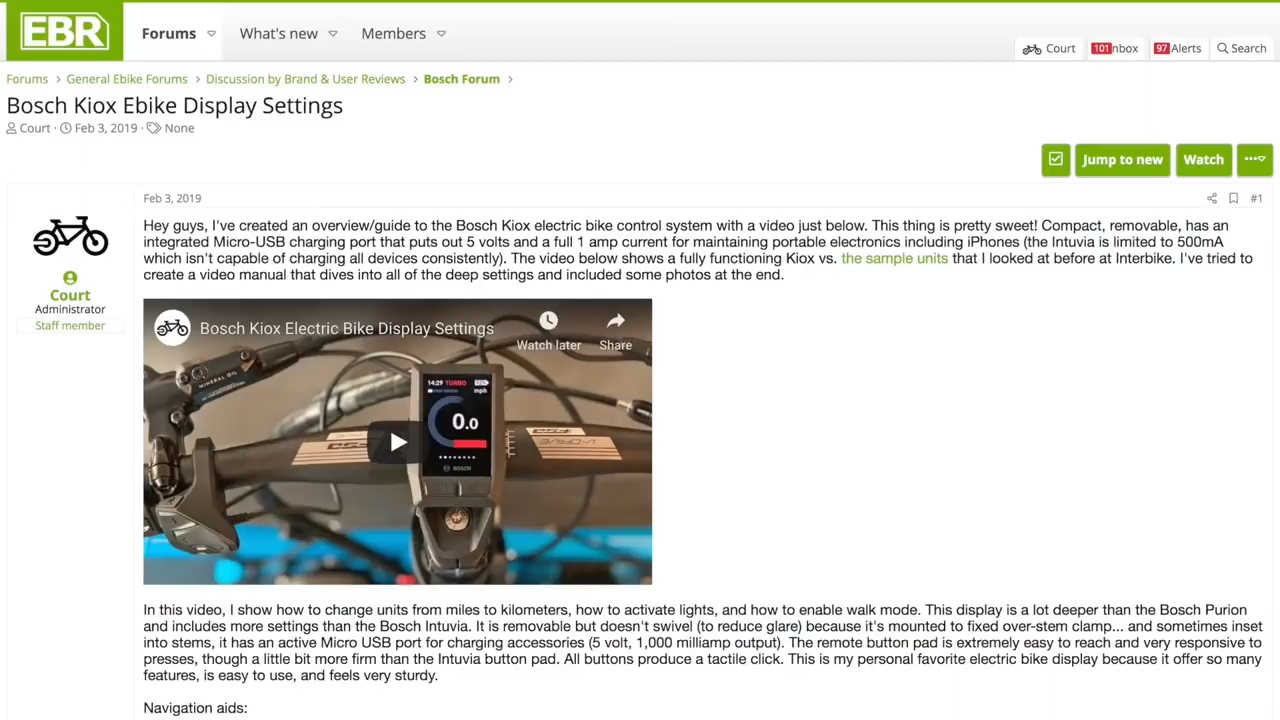 EBR
Forums What's new Members
Court 101 Inbox 97 Alerts Search
Forums General Ebike Forums Discussion by Brand & User Reviews Bosch Forum
Bosch Kiox Ebike Display Settings
Court · Feb 3, 2019 · None
Jump to new Watch
Feb 3, 2019 #1
Hey guys, I've created an overview/guide to the Bosch Kiox electric bike control system with a video just below. This thing is pretty sweet! Compact, removable, has an
integrated Micro-USB charging port that puts out 5 volts and a full 1 amp current for maintaining portable electronics including iPhones (the Intuvia is limited to 500mA
which isn't capable of charging all devices consistently). The video below shows a fully functioning Kiox vs. the sample units that I looked at before at Interbike. I've tried to
create a video manual that dives into all of the deep settings and included some photos at the end.
Court
Administrator
Staff member
Bosch Kiox Electric Bike Display Settings
Watch later Share
MINERAL OIL
14:29 TURBO
mph
0.0
BOSCH
FSA
V-DRIVE
In this video, I show how to change units from miles to kilometers, how to activate lights, and how to enable walk mode. This display is a lot deeper than the Bosch Purion
and includes more settings than the Bosch Intuvia. It is removable but doesn't swivel (to reduce glare) because it's mounted to fixed over-stem clamp... and sometimes inset
into stems, it has an active Micro USB port for charging accessories (5 volt, 1,000 milliamp output). The remote button pad is extremely easy to reach and very responsive to
presses, though a little bit more firm than the Intuvia button pad. All buttons produce a tactile click. This is my personal favorite electric bike display because it offer so many
features, is easy to use, and feels very sturdy.
Navigation aids: